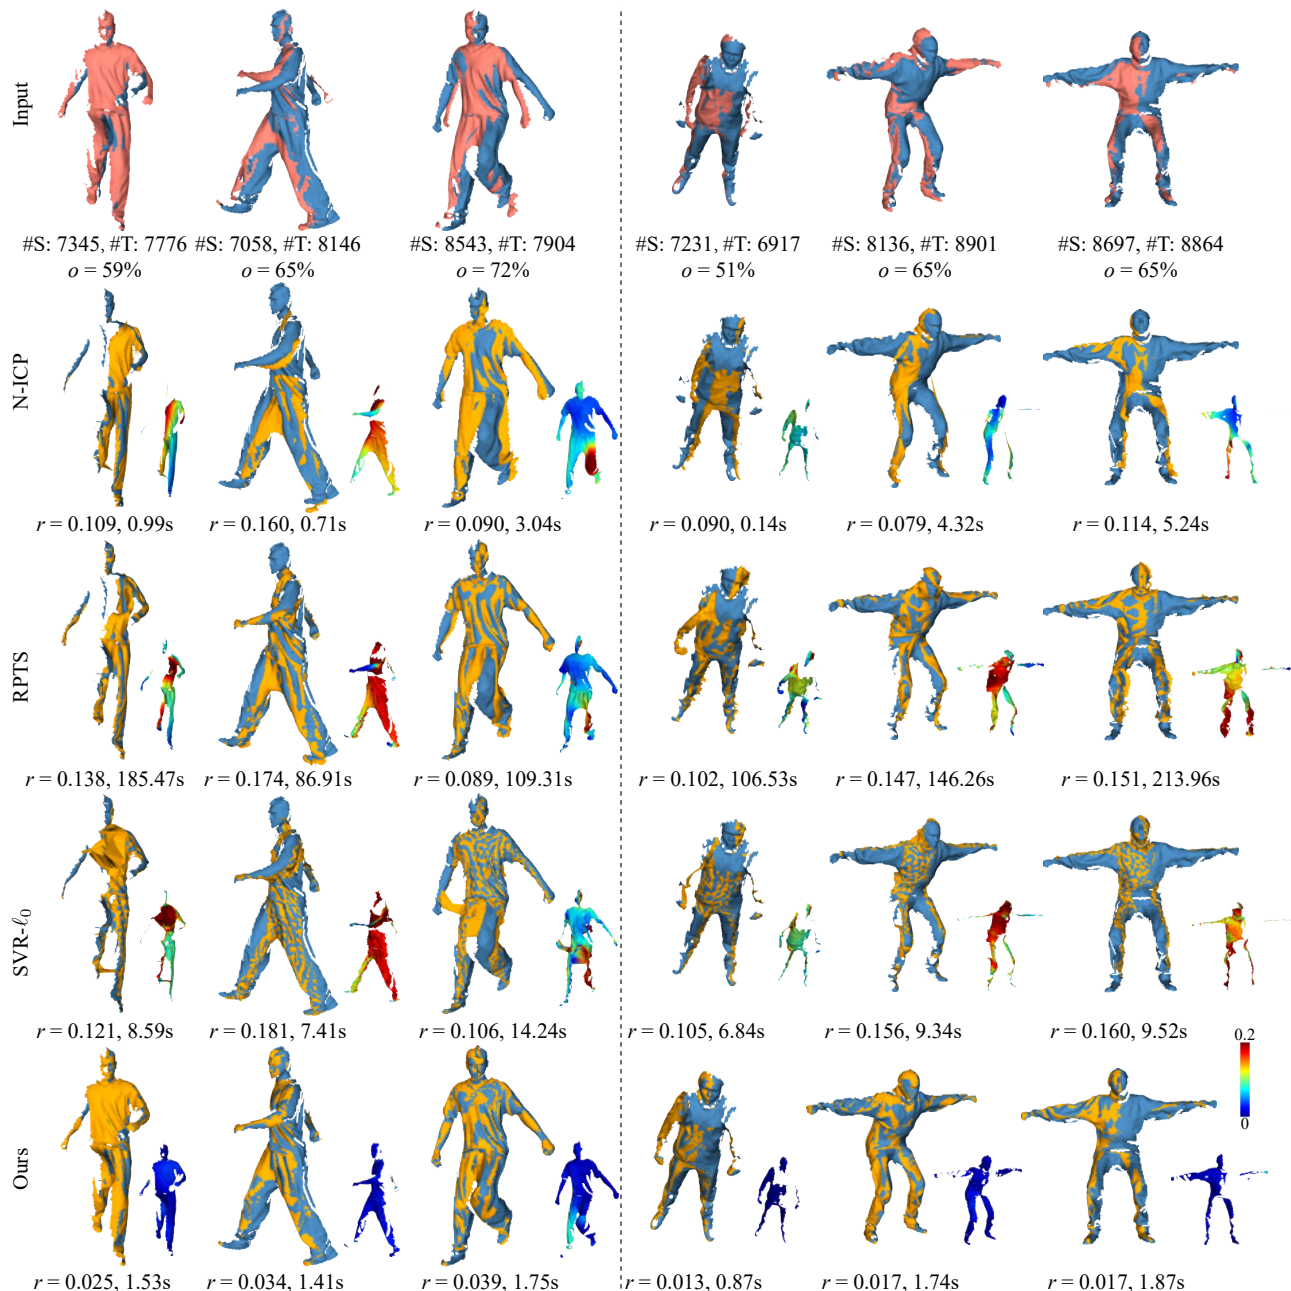 Input
#S: 7345, #T: 7776 #S: 7058, #T: 8146 #S: 8543, #T: 7904 #S: 7231, #T: 6917 #S: 8136, #T: 8901 #S: 8697, #T: 8864
o = 59% o = 65% o = 72% o = 51% o = 65% o = 65%
N-ICP
r = 0.109, 0.99s r = 0.160, 0.71s r = 0.090, 3.04s r = 0.090, 0.14s r = 0.079, 4.32s r = 0.114, 5.24s
RPTS
r = 0.138, 185.47s r = 0.174, 86.91s r = 0.089, 109.31s r = 0.102, 106.53s r = 0.147, 146.26s r = 0.151, 213.96s
SVR-ℓ₀
r = 0.121, 8.59s r = 0.181, 7.41s r = 0.106, 14.24s r = 0.105, 6.84s r = 0.156, 9.34s r = 0.160, 9.52s
0.2
0
Ours
r = 0.025, 1.53s r = 0.034, 1.41s r = 0.039, 1.75s r = 0.013, 0.87s r = 0.017, 1.74s r = 0.017, 1.87s